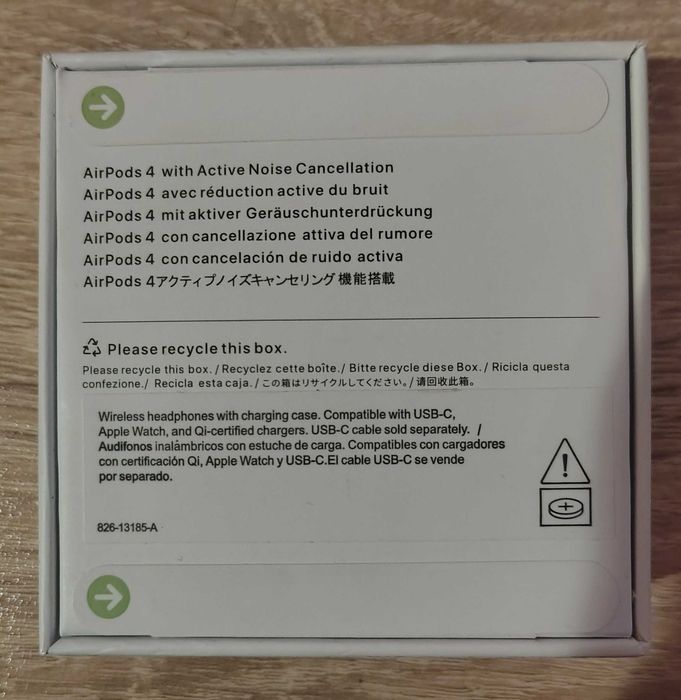 AirPods 4 with Active Noise Cancellation
AirPods 4 avec réduction active du bruit
AirPods 4 mit aktiver Geräuschunterdrückung
AirPods 4 con cancellazione attiva del rumore
AirPods 4 con cancelación de ruido activa
AirPods 4アクティブノイズキャンセリング機能搭載
Please recycle this box.
Please recycle this box. / Recyclez cette boîte. / Bitte recycle diese Box. / Ricicla questa
confezione. / Recicla esta caja. / この箱はリサイクルしてください。/ 请回收此箱。
Wireless headphones with charging case. Compatible with USB-C,
Apple Watch, and Qi-certified chargers. USB-C cable sold separately. /
Audífonos inalámbricos con estuche de carga. Compatibles con cargadores
con certificación Qi, Apple Watch y USB-C.El cable USB-C se vende
por separado.
826-13185-A